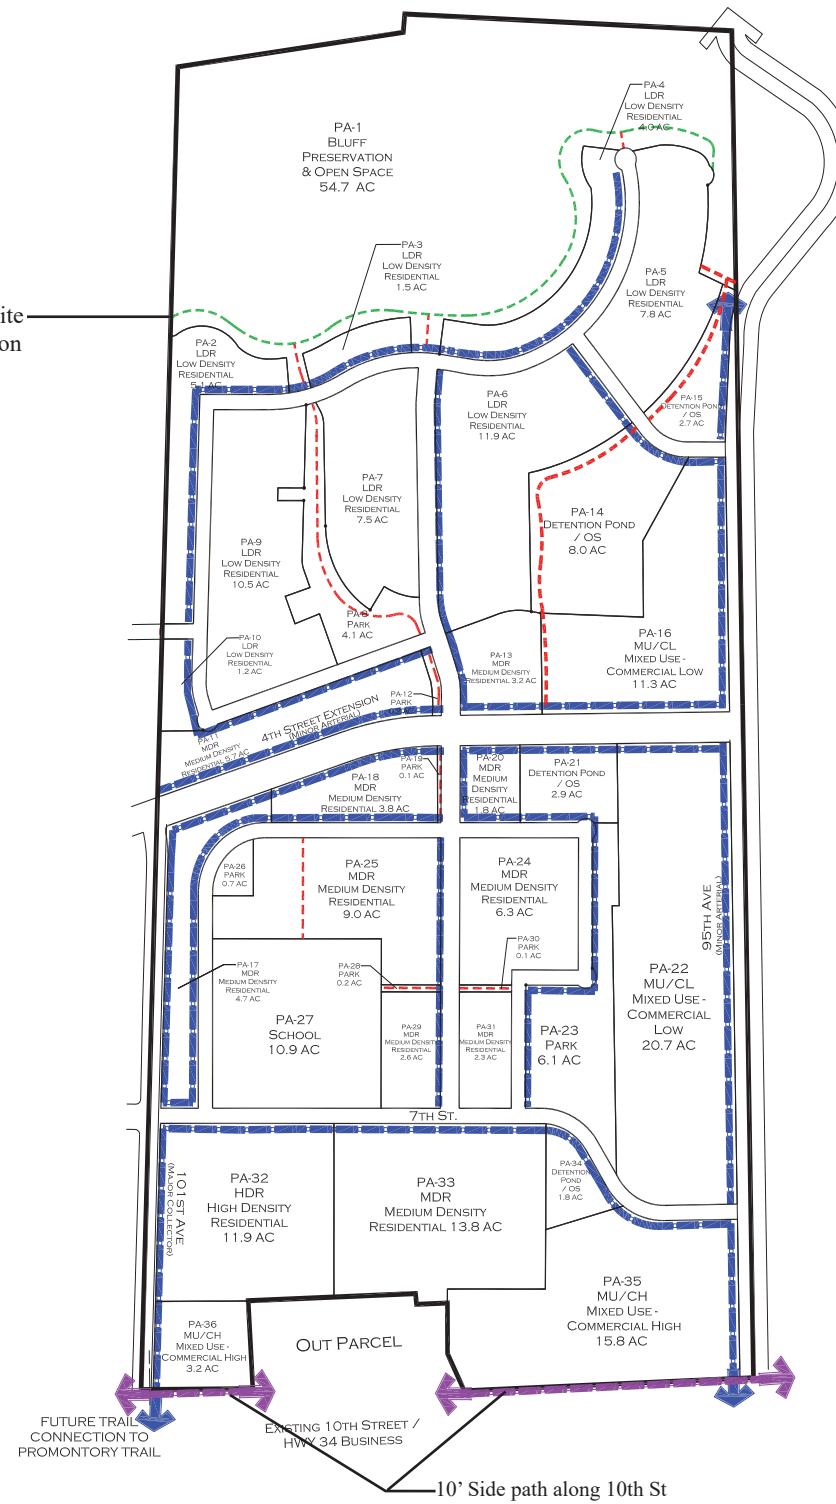 PA-1
BLUFF
PRESERVATION
& OPEN SPACE
54.7 AC
PA-4
LDR
LOW DENSITY
RESIDENTIAL
4.0 AC
PA-3
LDR
LOW DENSITY
RESIDENTIAL
1.5 AC
PA-5
LDR
LOW DENSITY
RESIDENTIAL
7.8 AC
ite
on
PA-2
LDR
LOW DENSITY
RESIDENTIAL
5.1 AC
PA-6
LDR
LOW DENSITY
RESIDENTIAL
11.9 AC
PA-15
DETENTION POND
/ OS
2.7 AC
PA-7
LDR
LOW DENSITY
RESIDENTIAL
7.5 AC
PA-14
DETENTION POND
/ OS
8.0 AC
PA-9
LDR
LOW DENSITY
RESIDENTIAL
10.5 AC
PA-8
PARK
4.1 AC
PA-10
LDR
LOW DENSITY
RESIDENTIAL
1.2 AC
PA-13
MDR
MEDIUM DENSITY
RESIDENTIAL 3.2 AC
PA-16
MU/CL
MIXED USE -
COMMERCIAL LOW
11.3 AC
PA-12
PARK
4TH STREET EXTENSION
(MINOR ARTERIAL)
PA-11
MDR
MEDIUM DENSITY
RESIDENTIAL 5.7 AC
PA-19
PARK
0.1 AC
PA-18
MDR
MEDIUM DENSITY
RESIDENTIAL 3.8 AC
PA-20
MDR
MEDIUM
DENSITY
RESIDENTIAL
1.8 AC
PA-21
DETENTION POND /
OS
2.9 AC
PA-26
PARK
0.7 AC
PA-25
MDR
MEDIUM DENSITY
RESIDENTIAL
9.0 AC
PA-24
MDR
MEDIUM DENSITY
RESIDENTIAL
6.3 AC
95TH AVE
(MINOR ARTERIAL)
PA-30
PARK
0.1 AC
PA-17
MDR
MEDIUM DENSITY
RESIDENTIAL
4.7 AC
PA-28
PARK
0.2 AC
PA-22
MU/CL
MIXED USE -
COMMERCIAL
LOW
20.7 AC
PA-27
SCHOOL
10.9 AC
PA-29
MDR
MEDIUM DENSITY
RESIDENTIAL
2.6 AC
PA-31
MDR
MEDIUM DENSITY
RESIDENTIAL
2.3 AC
PA-23
PARK
6.1 AC
7TH ST.
PA-34
DETENTION
POND
/ OS
1.8 AC
101ST AVE
(MAJOR COLLECTOR)
PA-32
HDR
HIGH DENSITY
RESIDENTIAL
11.9 AC
PA-33
MDR
MEDIUM DENSITY
RESIDENTIAL 13.8 AC
PA-35
MU/CH
MIXED USE -
COMMERCIAL HIGH
15.8 AC
PA-36
MU/CH
MIXED USE -
COMMERCIAL HIGH
3.2 AC
OUT PARCEL
FUTURE TRAIL
CONNECTION TO
PROMONTORY TRAIL
EXISTING 10TH STREET /
HWY 34 BUSINESS
10' Side path along 10th St